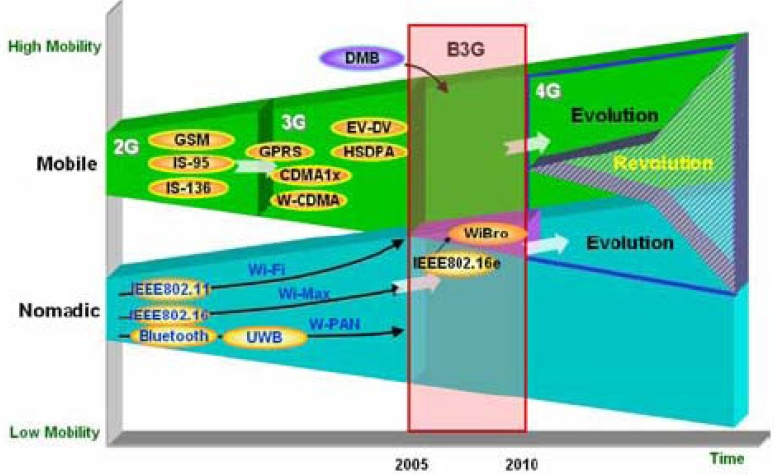 High Mobility
B3G
DMB
4G
3G
2G
Evolution
EV-DV
GSM
GPRS
HSDPA
Mobile
IS-95
Revolution
CDMA1x
IS-136
W-CDMA
WiBro
Evolution
Wi-Fi
IEEE802.16e
IEEE802.11
Wi-Max
Nomadic
IEEE802.16
W-PAN
Bluetooth
UWB
Low Mobility
Time
2005
2010